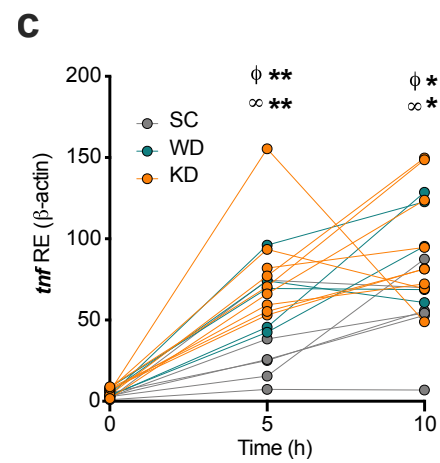 C
ϕ ** ϕ *
∞ ** ∞ *
200
150
100
50
0
tnf RE (β-actin)
SC
WD
KD
0 5 10
Time (h)